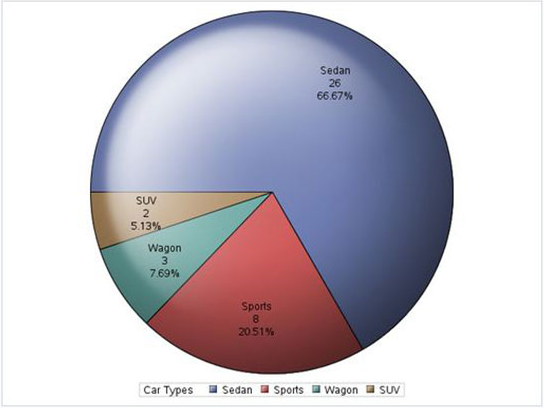 Sedan
26
66.67%
SUV
2
5.13%
Wagon
3
7.69%
Sports
8
20.51%
Car Types Sedan Sports Wagon SUV